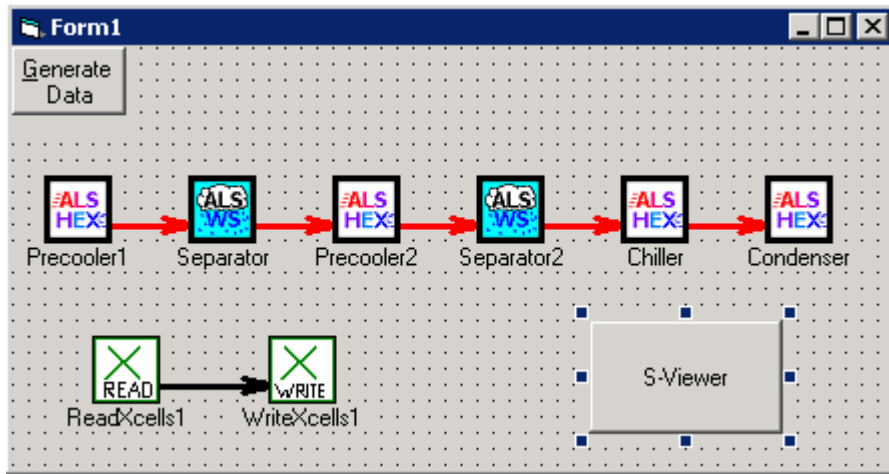 Form1
Generate
Data
ALS
HEX
ALS
WS
ALS
HEX
ALS
WS
ALS
HEX
ALS
HEX
Precooler1
Separator
Precooler2
Separator2
Chiller
Condenser
READ
WRITE
ReadXcells1
WriteXcells1
S-Viewer